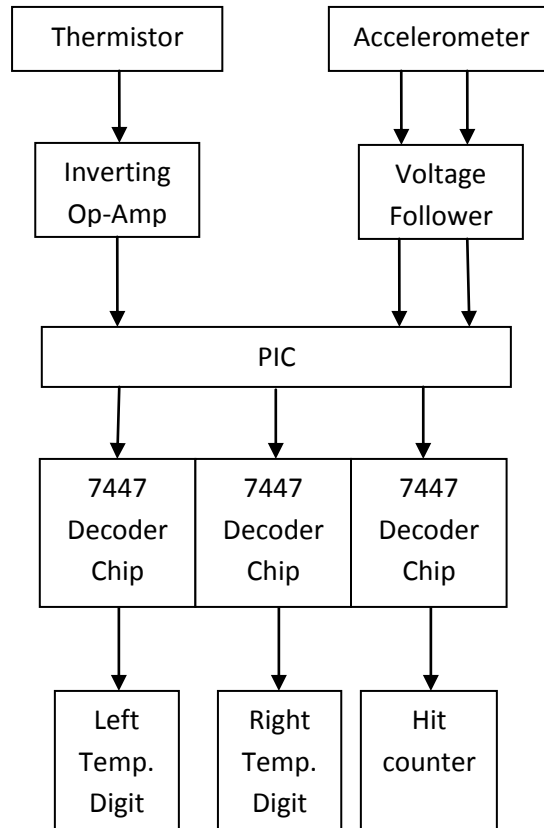 Thermistor
Accelerometer
Inverting
Op-Amp
Voltage
Follower
PIC
7447
Decoder
Chip
7447
Decoder
Chip
7447
Decoder
Chip
Left
Temp.
Digit
Right
Temp.
Digit
Hit
counter